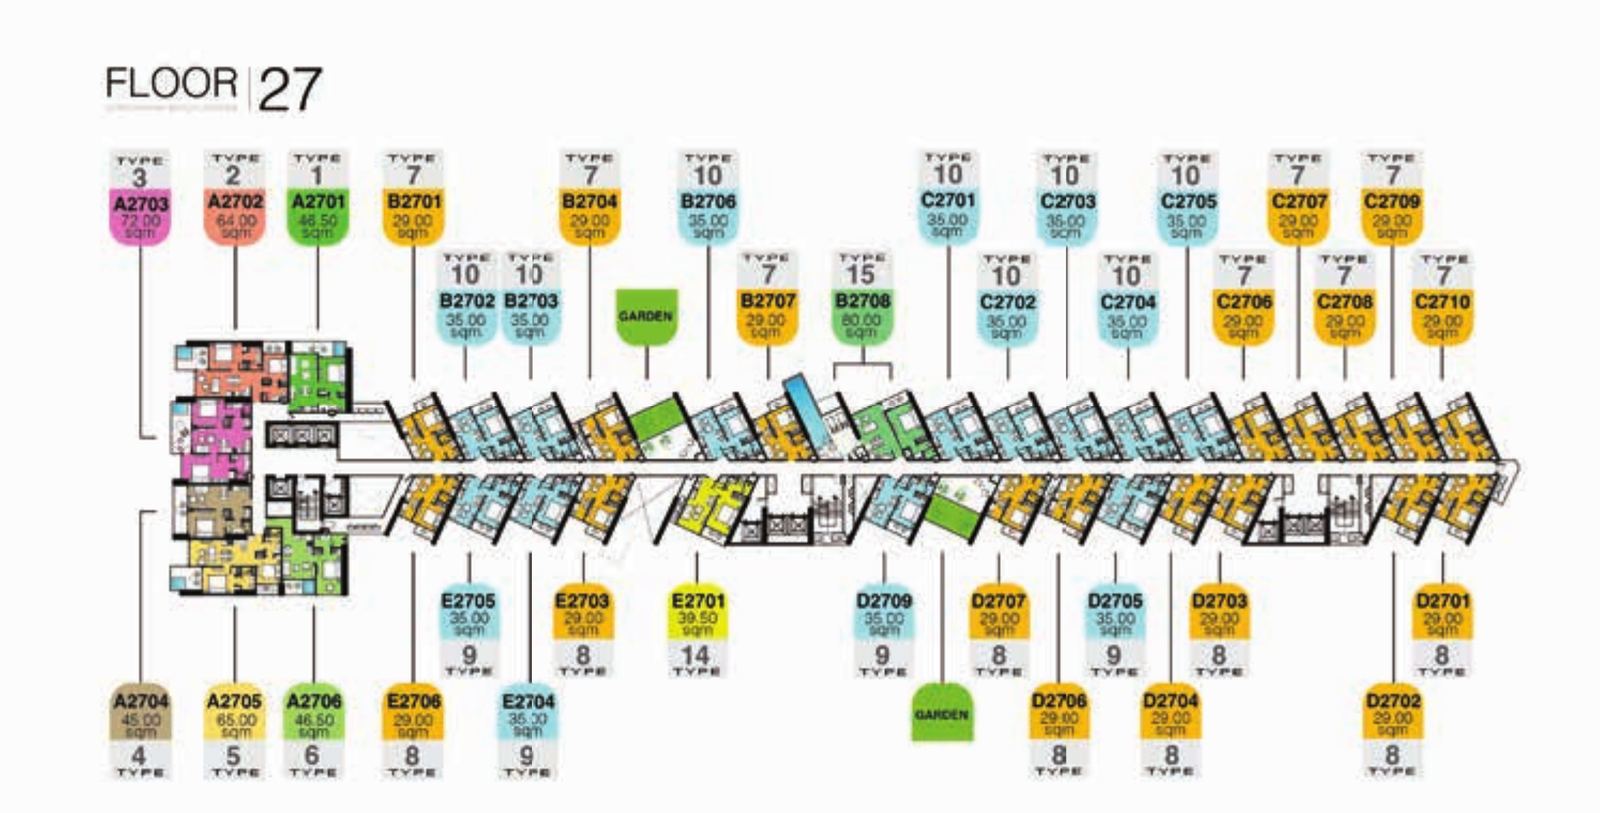 FLOOR 27
TYPE
3
A2703
72.00
sqm
TYPE
2
A2702
64.00
sqm
TYPE
1
A2701
46.50
sqm
TYPE
7
B2701
29.00
sqm
TYPE
7
B2704
29.00
sqm
TYPE
10
B2706
35.00
sqm
TYPE
10
C2701
35.00
sqm
TYPE
10
C2703
35.00
sqm
TYPE
10
C2705
35.00
sqm
TYPE
7
C2707
29.00
sqm
TYPE
7
C2709
29.00
sqm
TYPE
10
B2702
35.00
sqm
TYPE
10
B2703
35.00
sqm
GARDEN
TYPE
7
B2707
29.00
sqm
TYPE
15
B2708
80.00
sqm
TYPE
10
C2702
35.00
sqm
TYPE
10
C2704
35.00
sqm
TYPE
7
C2706
29.00
sqm
TYPE
7
C2708
29.00
sqm
TYPE
7
C2710
29.00
sqm
E2705
35.00
sqm
9
TYPE
E2703
29.00
sqm
8
TYPE
E2701
39.50
sqm
14
TYPE
D2709
35.00
sqm
9
TYPE
D2707
29.00
sqm
8
TYPE
D2705
35.00
sqm
9
TYPE
D2703
29.00
sqm
8
TYPE
D2701
29.00
sqm
8
TYPE
A2704
45.00
sqm
4
TYPE
A2705
65.00
sqm
5
TYPE
A2706
46.50
sqm
6
TYPE
E2706
29.00
sqm
8
TYPE
E2704
35.00
sqm
9
TYPE
GARDEN
D2706
29.00
sqm
8
TYPE
D2704
29.00
sqm
8
TYPE
D2702
29.00
sqm
8
TYPE